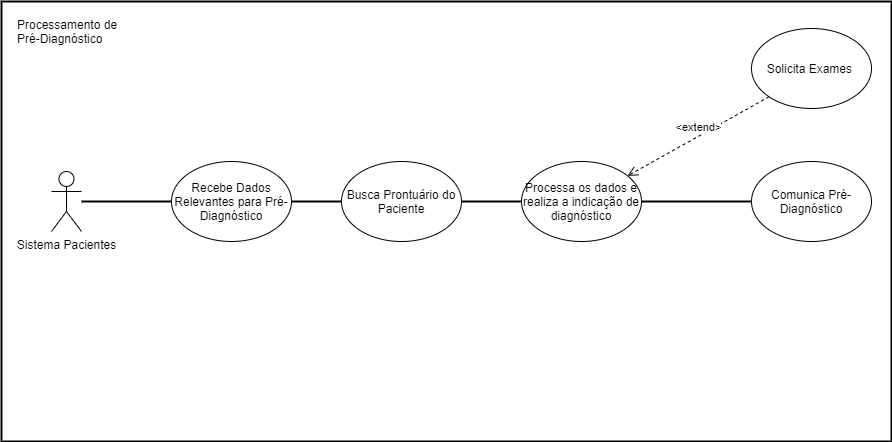 Processamento de
Pré-Diagnóstico
Solicita Exames
<extend>
Recebe Dados
Relevantes para Pré-
Diagnóstico
Busca Prontuário do
Paciente
Processa os dados e
realiza a indicação de
diagnóstico
Comunica Pré-
Diagnóstico
Sistema Pacientes